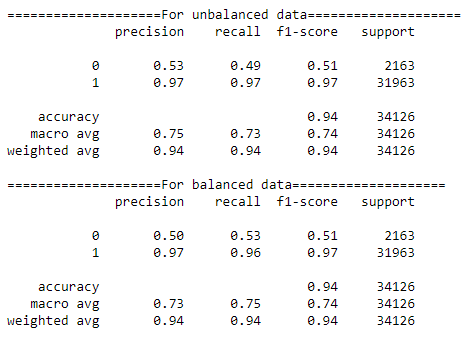 ====================For unbalanced data====================
              precision    recall  f1-score   support

           0       0.53      0.49      0.51      2163
           1       0.97      0.97      0.97     31963

    accuracy                           0.94     34126
   macro avg       0.75      0.73      0.74     34126
weighted avg       0.94      0.94      0.94     34126

====================For balanced data====================
              precision    recall  f1-score   support

           0       0.50      0.53      0.51      2163
           1       0.97      0.96      0.97     31963

    accuracy                           0.94     34126
   macro avg       0.73      0.75      0.74     34126
weighted avg       0.94      0.94      0.94     34126